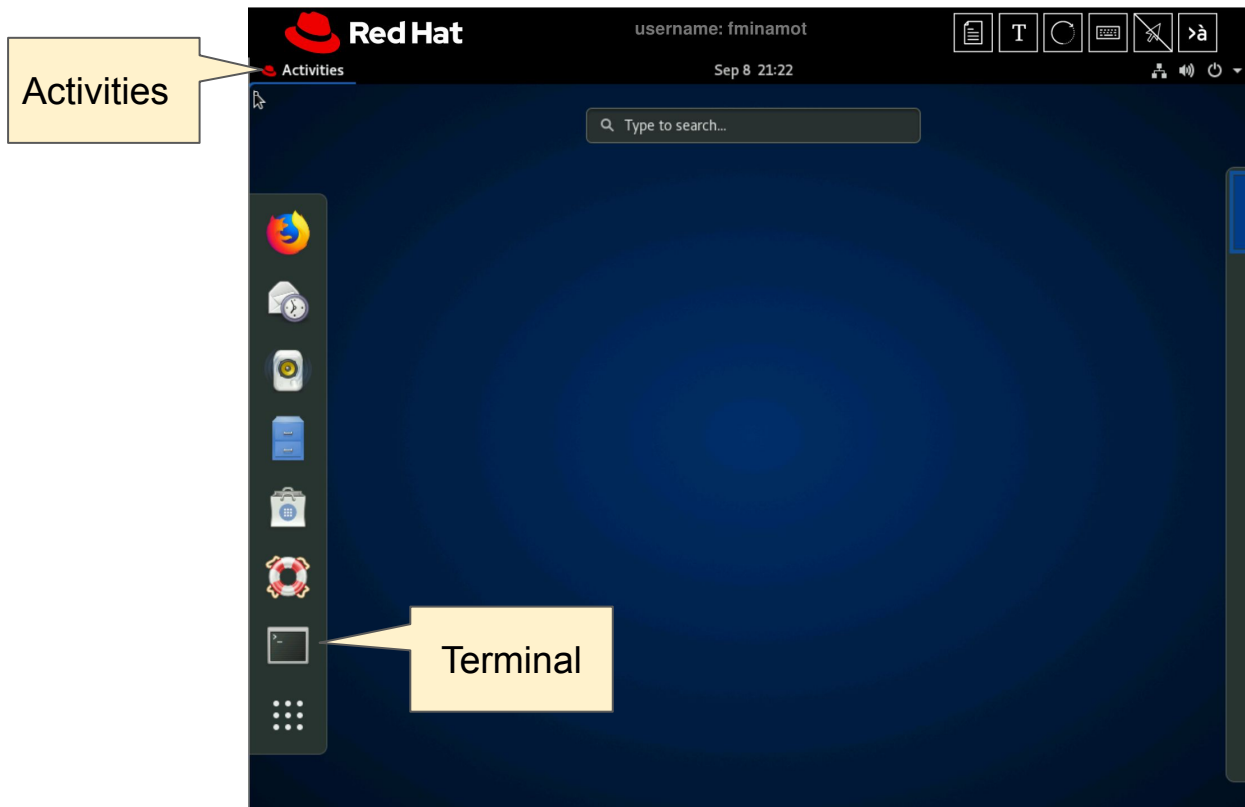 Red Hat
username: fminamot
T
>à
Activities
Activities
Sep 8 21:22
Type to search...
>_
Terminal